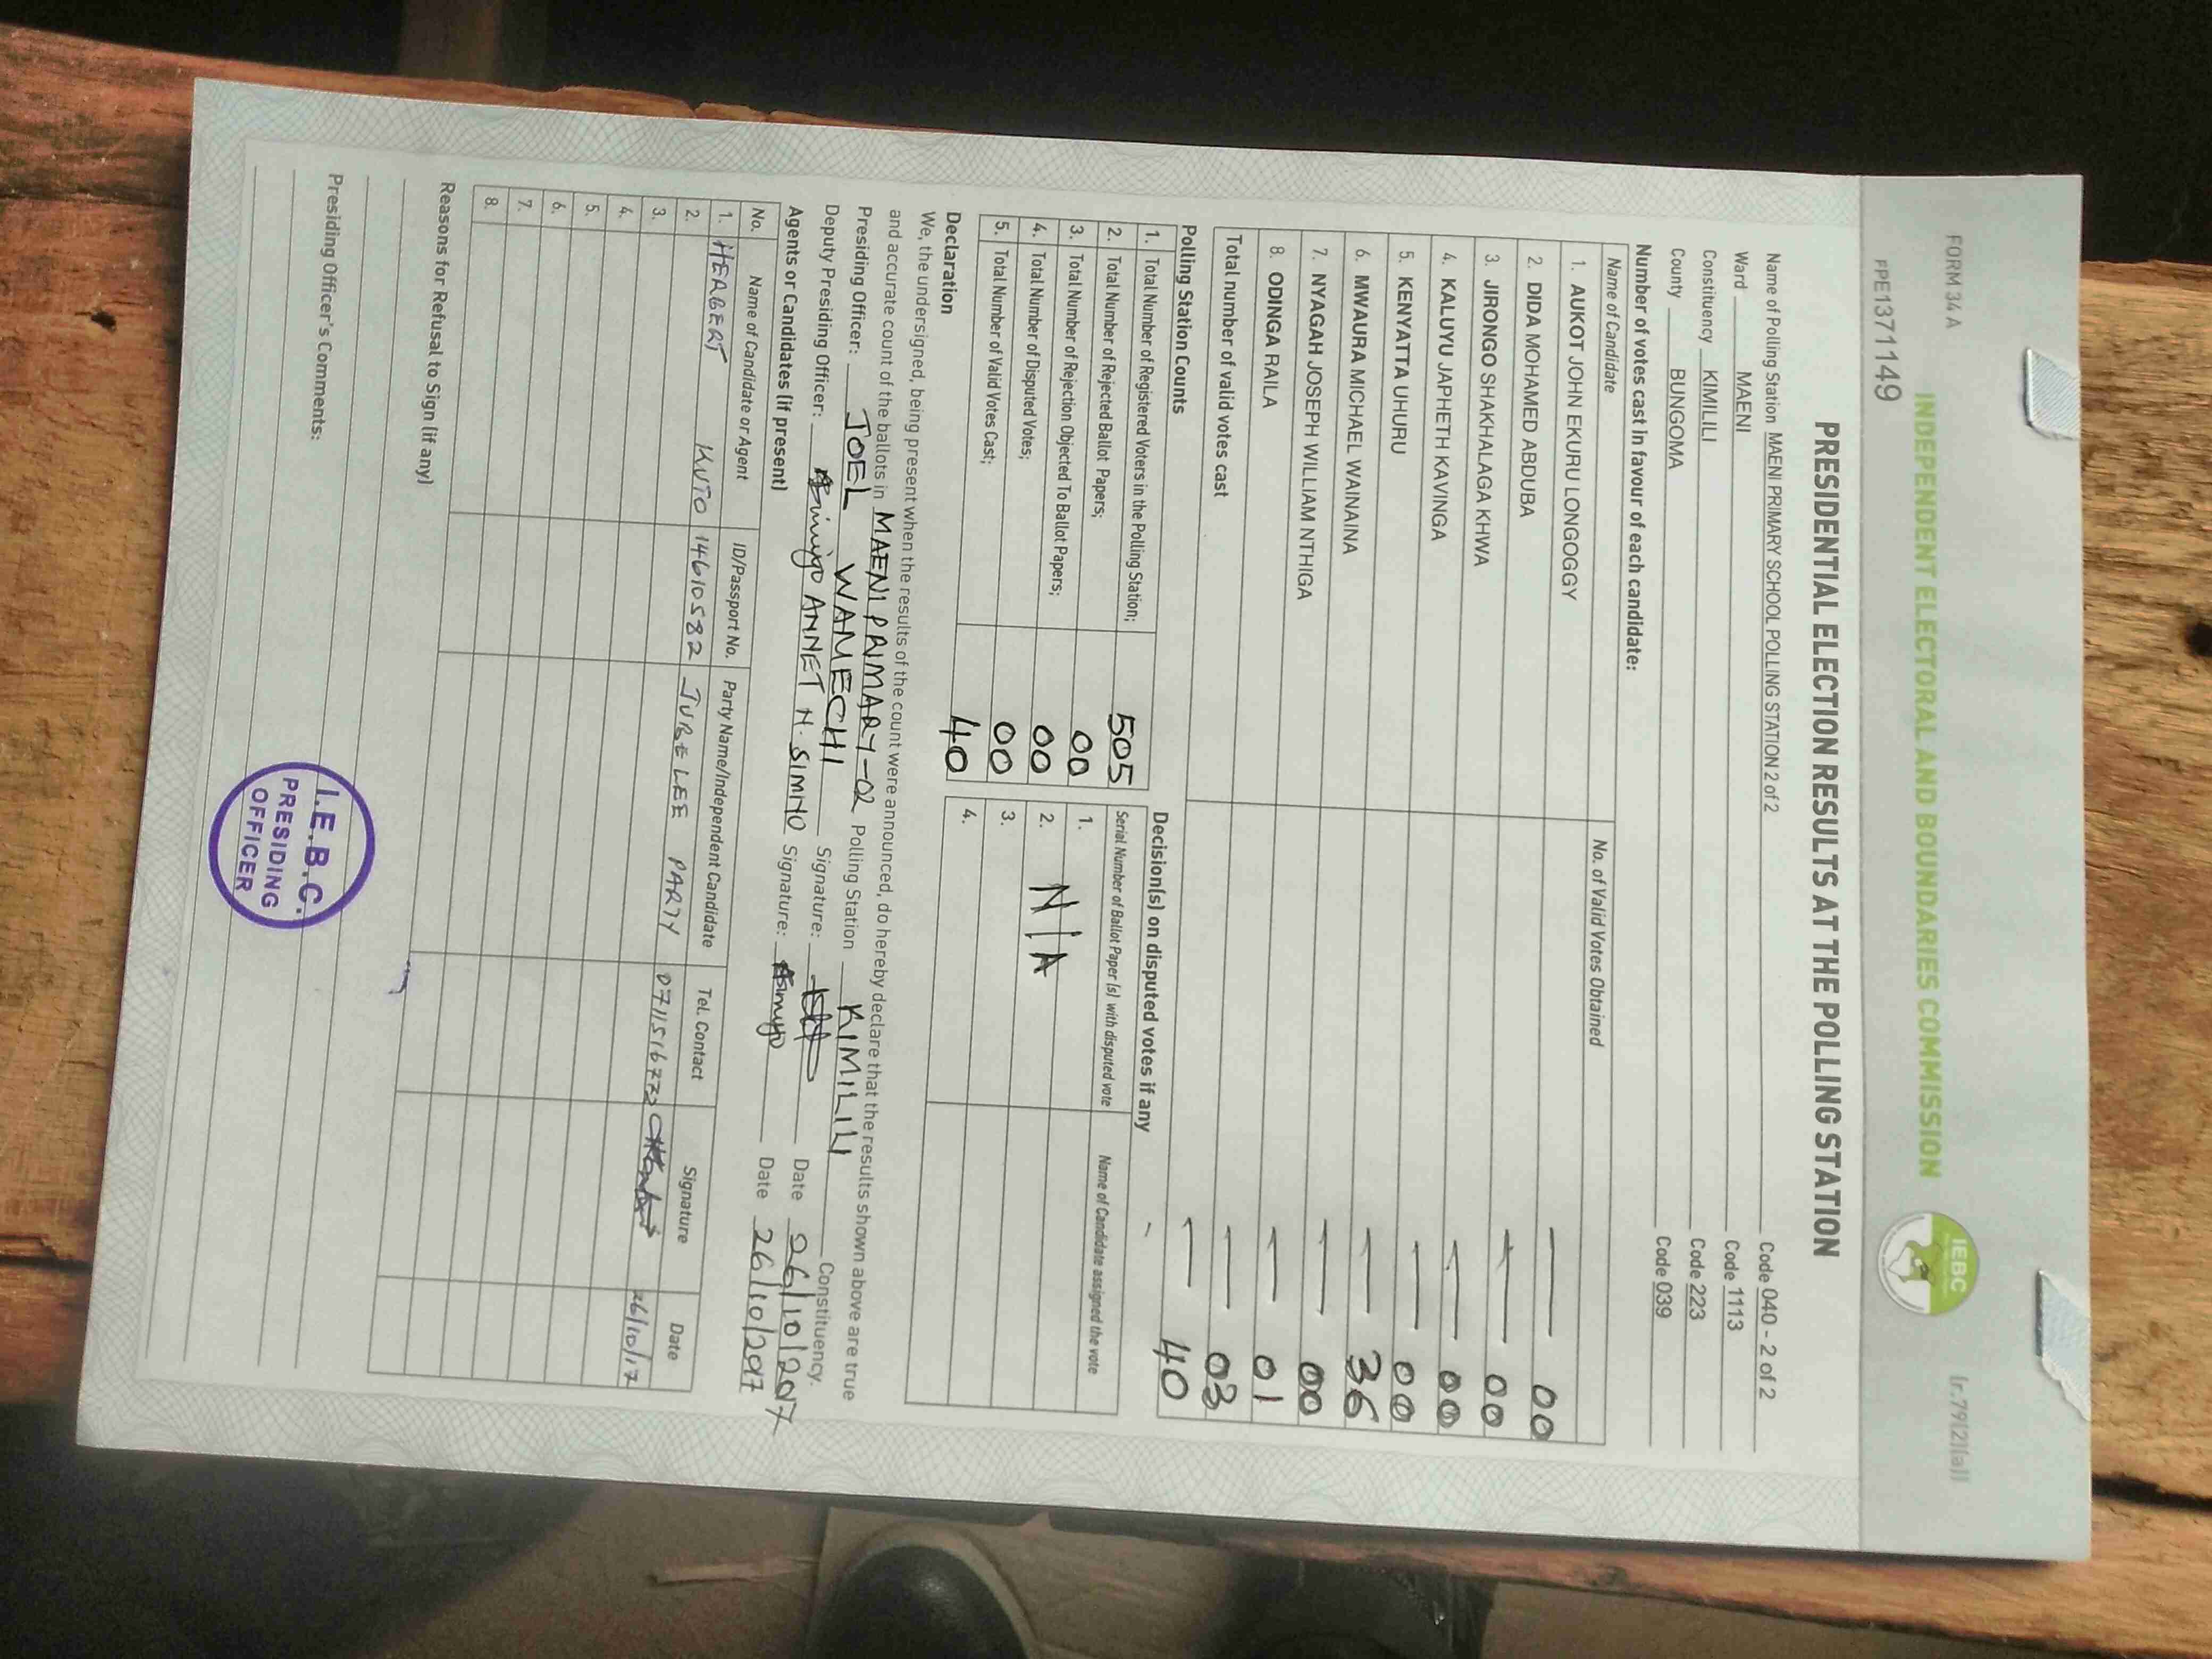 FORM 34 A
(r.79(2)(a))
INDEPENDENT ELECTORAL AND BOUNDARIES COMMISSION
IEBC
FPE1371149
PRESIDENTIAL ELECTION RESULTS AT THE POLLING STATION
Name of Polling Station MAENI PRIMARY SCHOOL POLLING STATION 2 of 2 Code 040 - 2 of 2
Ward MAENI Code 1113
Constituency KIMILILI Code 223
County BUNGOMA Code 039
Number of votes cast in favour of each candidate:
Name of Candidate No. of Valid Votes Obtained
1. AUKOT JOHN EKURU LONGOGGY 00
2. DIDA MOHAMED ABDUBA 00
3. JIRONGO SHAKHALAGA KHWA 00
4. KALUYU JAPHETH KAVINGA 00
5. KENYATTA UHURU 36
6. MWAURA MICHAEL WAINAINA 00
7. NYAGAH JOSEPH WILLIAM NTHIGA 01
8. ODINGA RAILA 03
Total number of valid votes cast 40
Polling Station Counts
1. Total Number of Registered Voters in the Polling Station; 505
2. Total Number of Rejected Ballot Papers; 00
3. Total Number of Rejection Objected To Ballot Papers; 00
4. Total Number of Disputed Votes; 00
5. Total Number of Valid Votes Cast; 40
Decision(s) on disputed votes if any
Serial Number of Ballot Paper (s) with disputed vote Name of Candidate assigned the vote
1.
2. N/A
3.
4.
Declaration
We, the undersigned, being present when the results of the count were announced, do hereby declare that the results shown above are true
and accurate count of the ballots in MAENI PRIMARY -02 Polling Station KIMILILI Constituency.
Presiding Officer: JOEL WAMECHI Signature: Date 26/10/2017
Deputy Presiding Officer: ANNET N. Signature: Date 26/10/2017
Agents or Candidates (if present)
No. Name of Candidate or Agent ID/Passport No. Party Name/Independent Candidate Tel. Contact Signature Date
1. HERBERT KUTO 14610582 JUBELEE PARTY 26/10/17
2.
3.
4.
5.
6.
7.
8.
Reasons for Refusal to Sign (if any)
Presiding Officer's Comments:
I.E.B.C.
PRESIDING
OFFICER